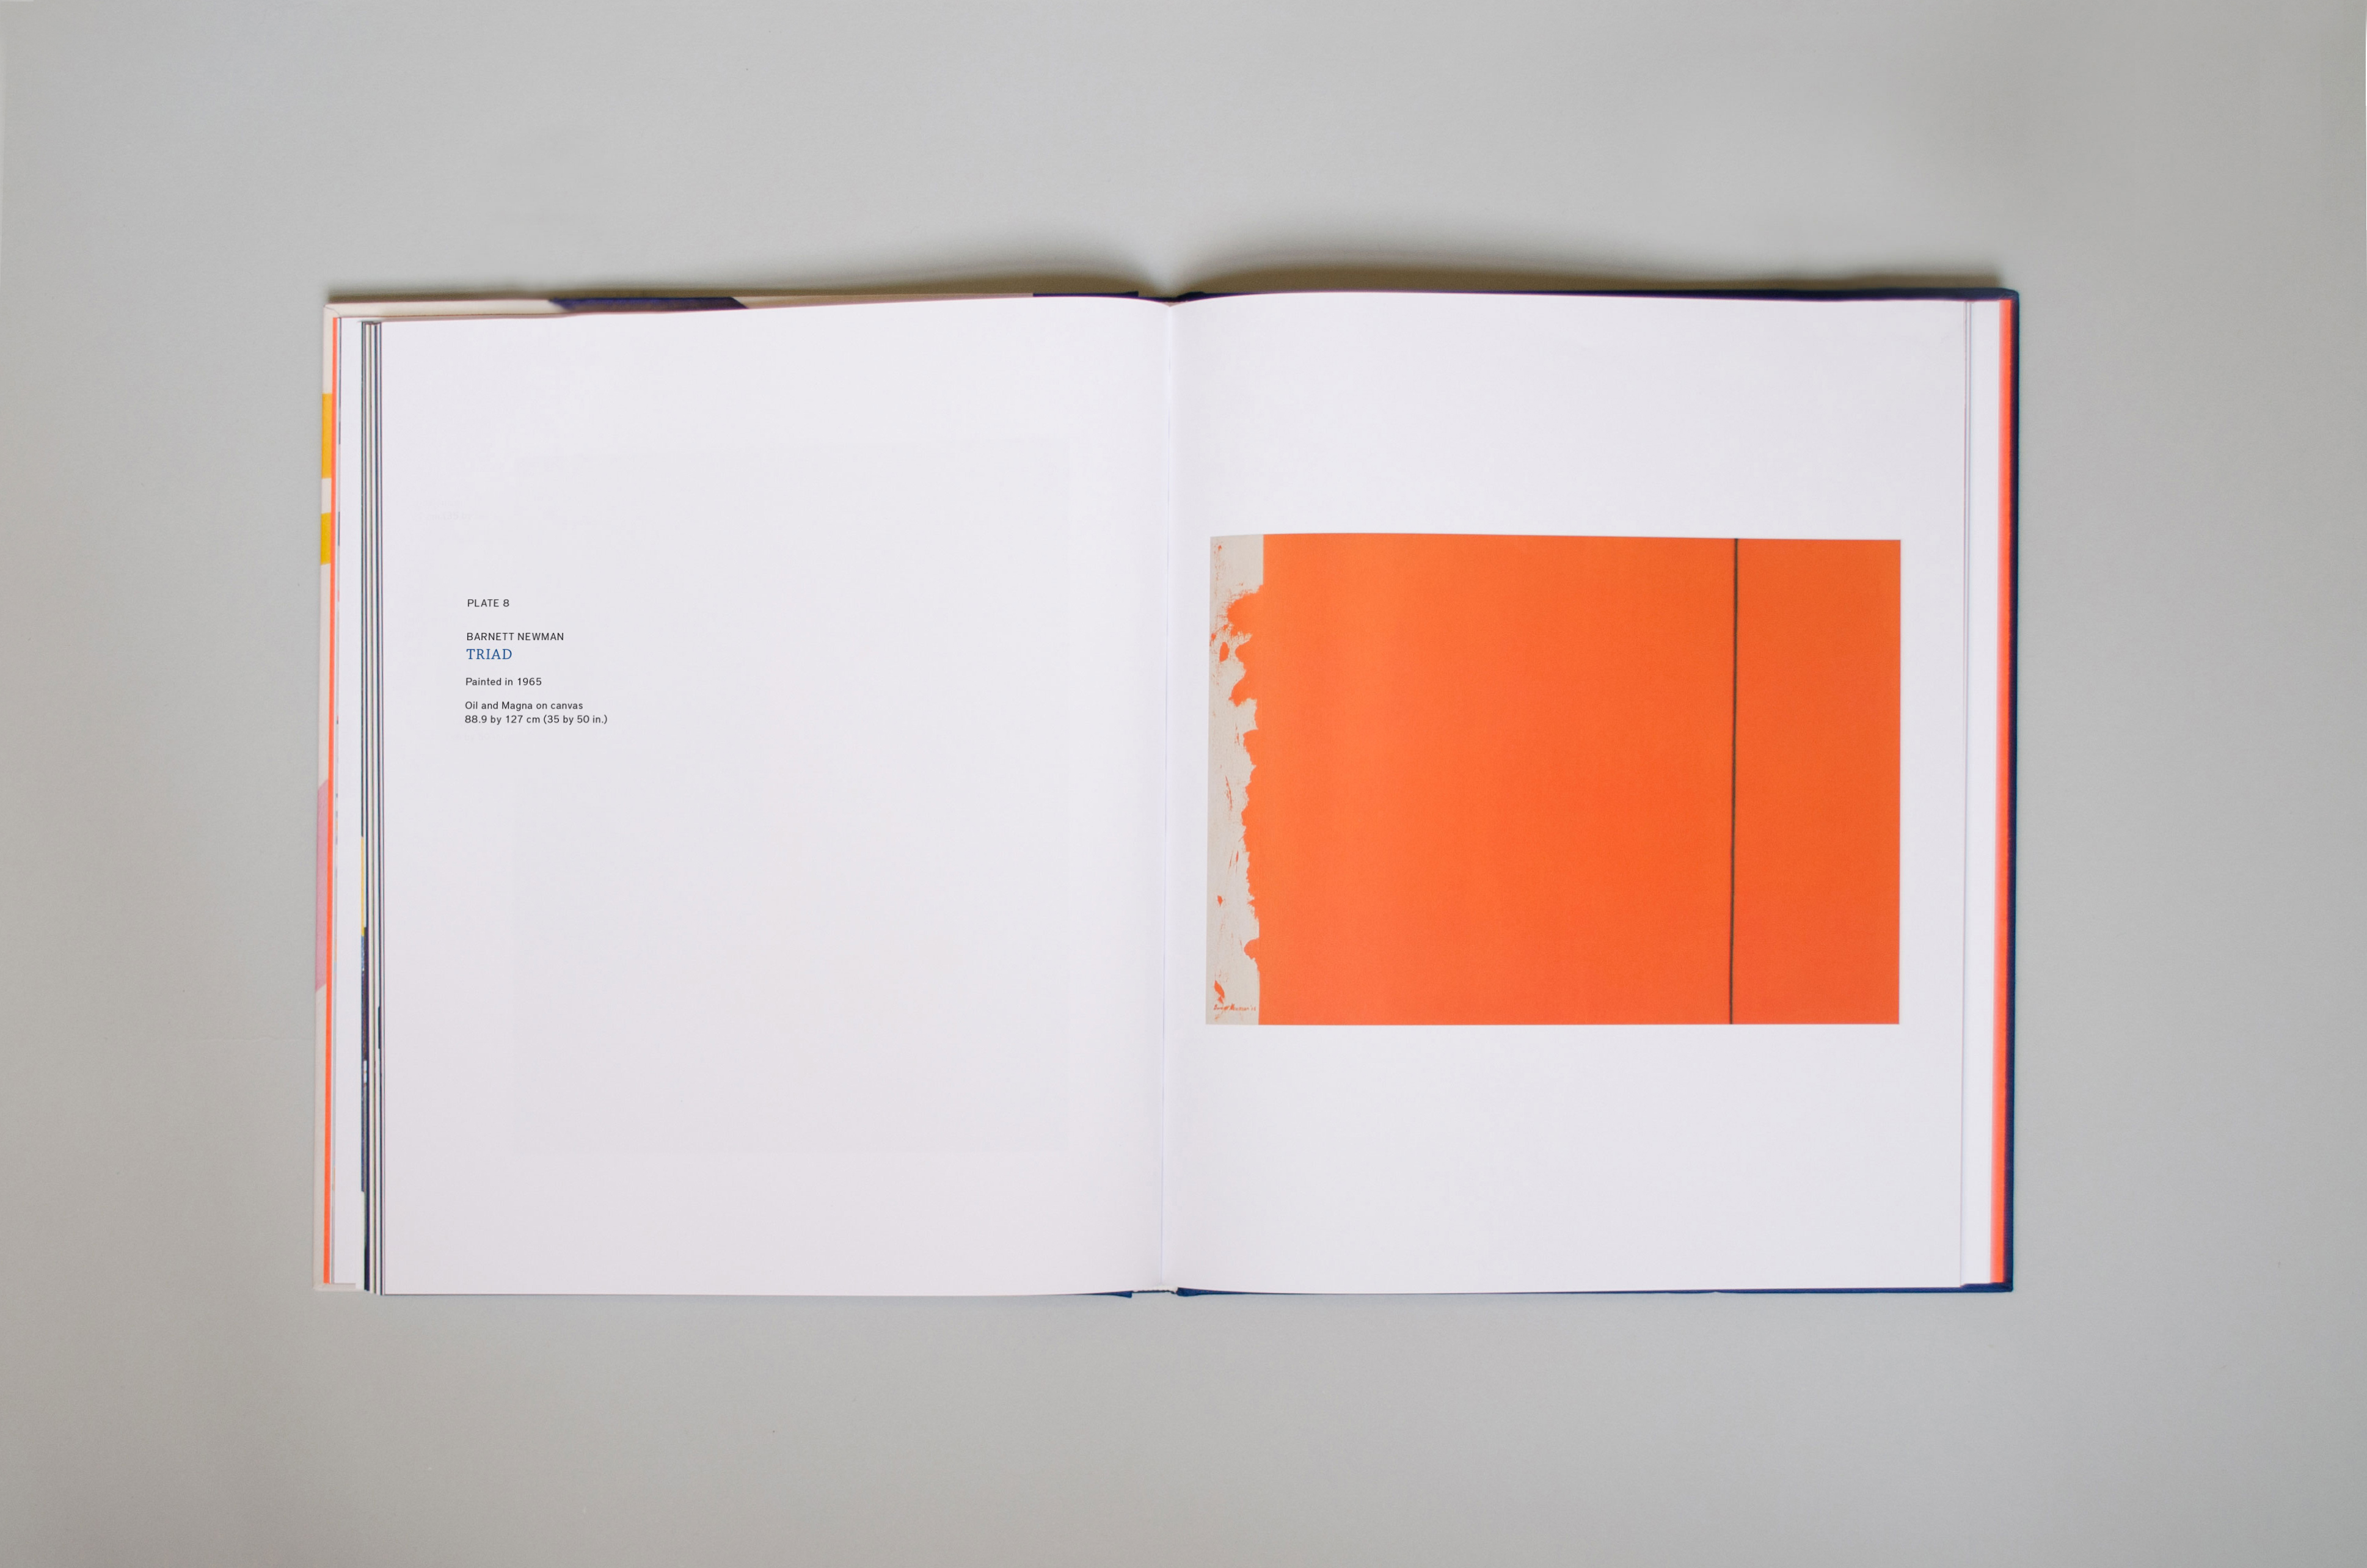 PLATE 8
BARNETT NEWMAN
TRIAD
Painted in 1965
Oil and Magna on canvas
88.9 by 127 cm (35 by 50 in.)